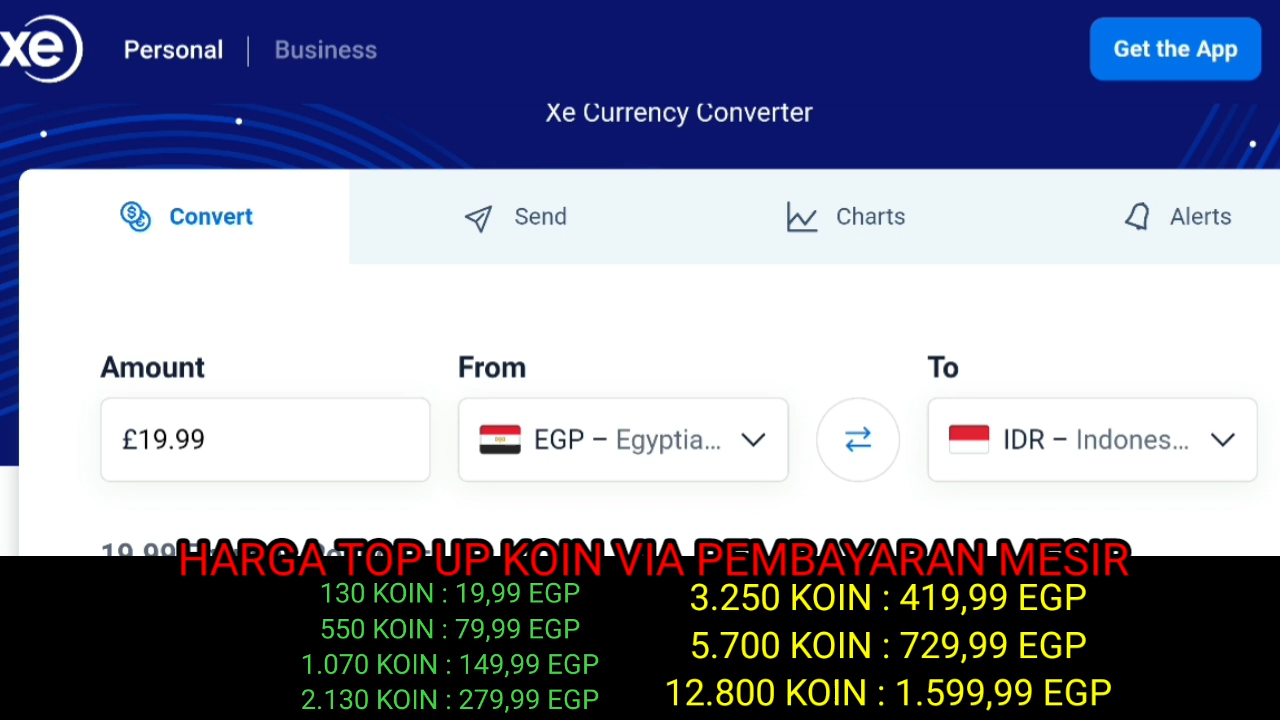 xe Personal Business Get the App
Xe Currency Converter
Convert Send Charts Alerts
Amount From To
£19.99 EGP – Egyptia... IDR – Indones...
19.99
HARGA TOP UP KOIN VIA PEMBAYARAN MESIR
130 KOIN : 19,99 EGP
550 KOIN : 79,99 EGP
1.070 KOIN : 149,99 EGP
2.130 KOIN : 279,99 EGP
3.250 KOIN : 419,99 EGP
5.700 KOIN : 729,99 EGP
12.800 KOIN : 1.599,99 EGP